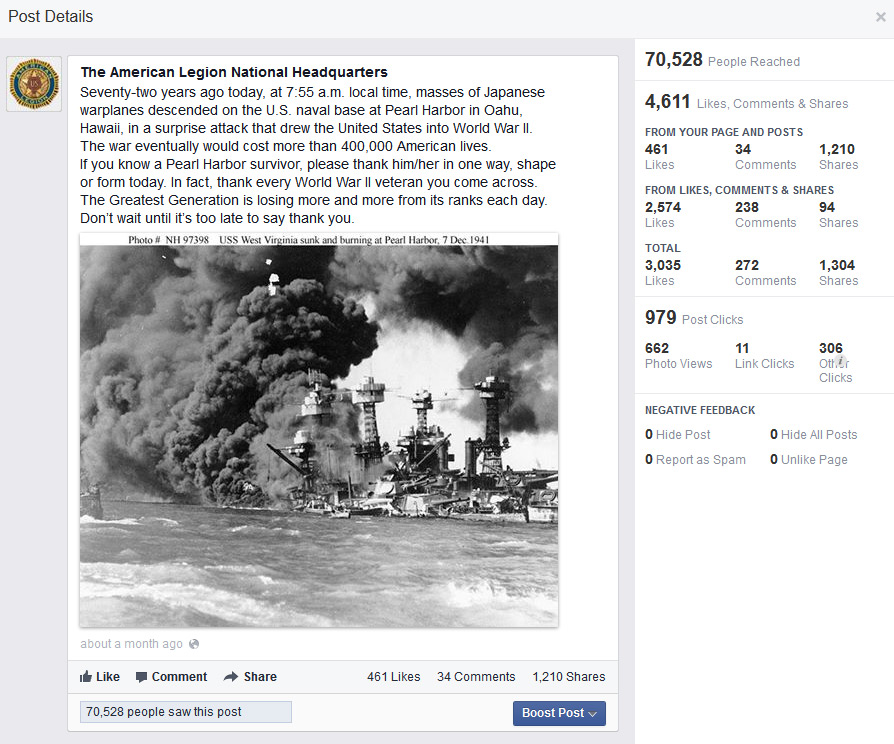 Post Details
×
The American Legion National Headquarters
Seventy-two years ago today, at 7:55 a.m. local time, masses of Japanese
warplanes descended on the U.S. naval base at Pearl Harbor in Oahu,
Hawaii, in a surprise attack that drew the United States into World War II.
The war eventually would cost more than 400,000 American lives.
If you know a Pearl Harbor survivor, please thank him/her in one way, shape
or form today. In fact, thank every World War II veteran you come across.
The Greatest Generation is losing more and more from its ranks each day.
Don't wait until it's too late to say thank you.
Photo # NH 97398 USS West Virginia sunk and burning at Pearl Harbor, 7 Dec.1941
about a month ago
Like Comment Share 461 Likes 34 Comments 1,210 Shares
70,528 people saw this post
Boost Post
70,528 People Reached
4,611 Likes, Comments & Shares
FROM YOUR PAGE AND POSTS
461 34 1,210
Likes Comments Shares
FROM LIKES, COMMENTS & SHARES
2,574 238 94
Likes Comments Shares
TOTAL
3,035 272 1,304
Likes Comments Shares
979 Post Clicks
662 11 306
Photo Views Link Clicks Other
Clicks
NEGATIVE FEEDBACK
0 Hide Post 0 Hide All Posts
0 Report as Spam 0 Unlike Page